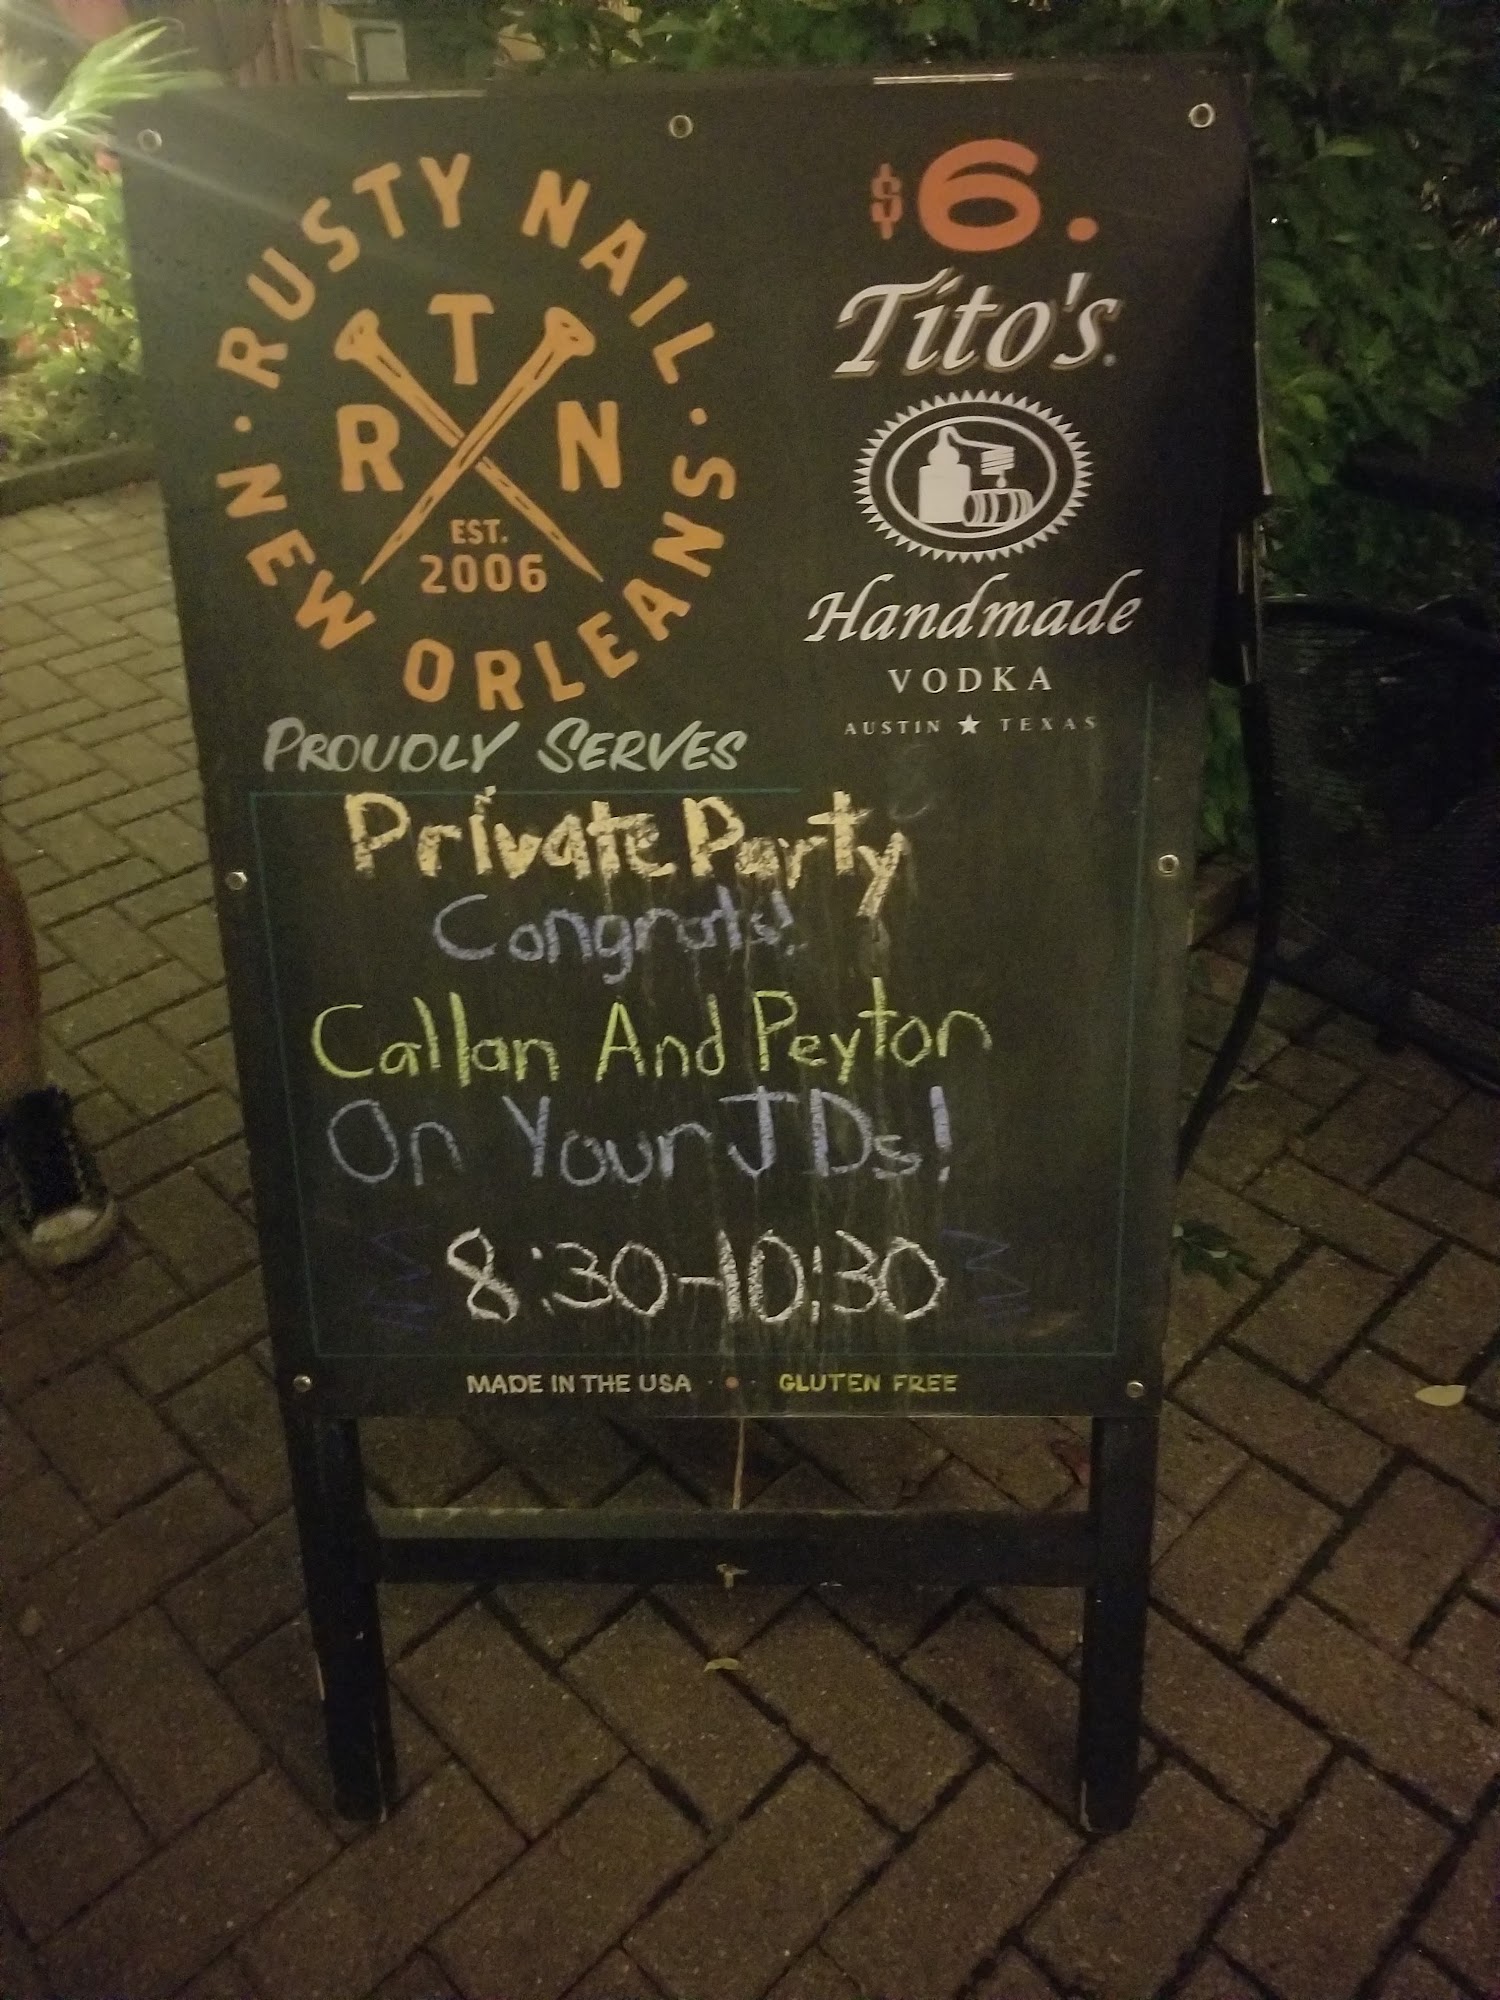 RUSTY NAIL
NEW ORLEANS
R T N
EST.
2006
$6.
Tito's
Handmade
VODKA
AUSTIN ★ TEXAS
PROUDLY SERVES
Private Party
Congrats!
Callan And Peyton
On Your JDs!
8:30-10:30
MADE IN THE USA • GLUTEN FREE